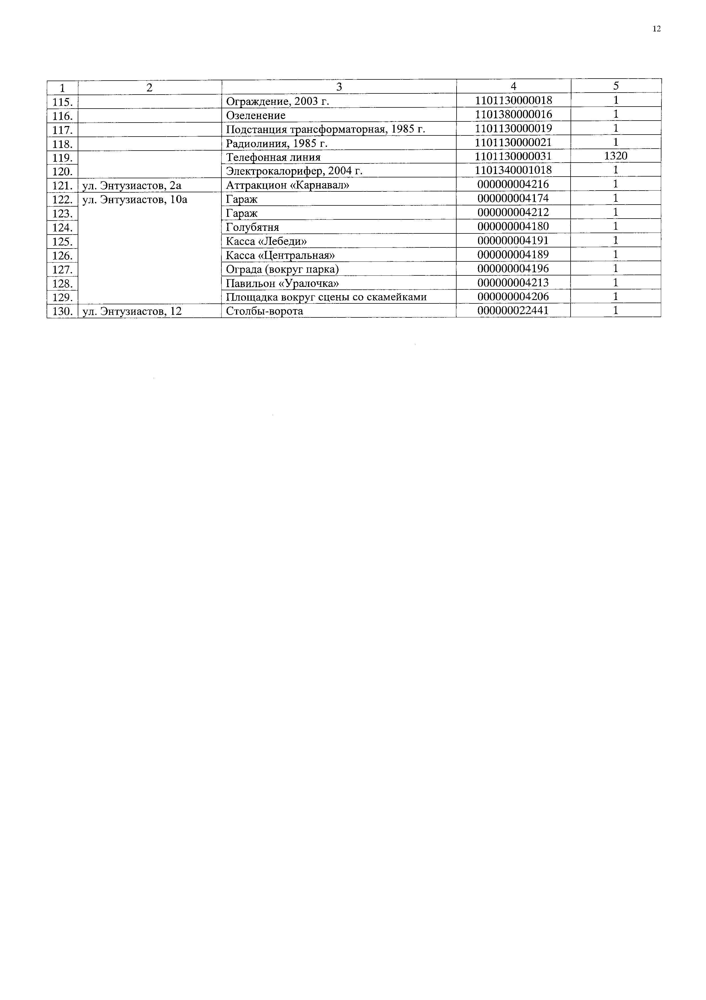 12
1 2 3 4 5
115. Ограждение, 2003 г. 1101130000018 1
116. Озеленение 1101380000016 1
117. Подстанция трансформаторная, 1985 г. 1101130000019 1
118. Радиолиния, 1985 г. 1101130000021 1
119. Телефонная линия 1101130000031 1320
120. Электрокалорифер, 2004 г. 1101340001018 1
121. ул. Энтузиастов, 2а Аттракцион «Карнавал» 000000004216 1
122. ул. Энтузиастов, 10а Гараж 000000004174 1
123. Гараж 000000004212 1
124. Голубятня 000000004180 1
125. Касса «Лебеди» 000000004191 1
126. Касса «Центральная» 000000004189 1
127. Ограда (вокруг парка) 000000004196 1
128. Павильон «Уралочка» 000000004213 1
129. Площадка вокруг сцены со скамейками 000000004206 1
130. ул. Энтузиастов, 12 Столбы-ворота 000000022441 1